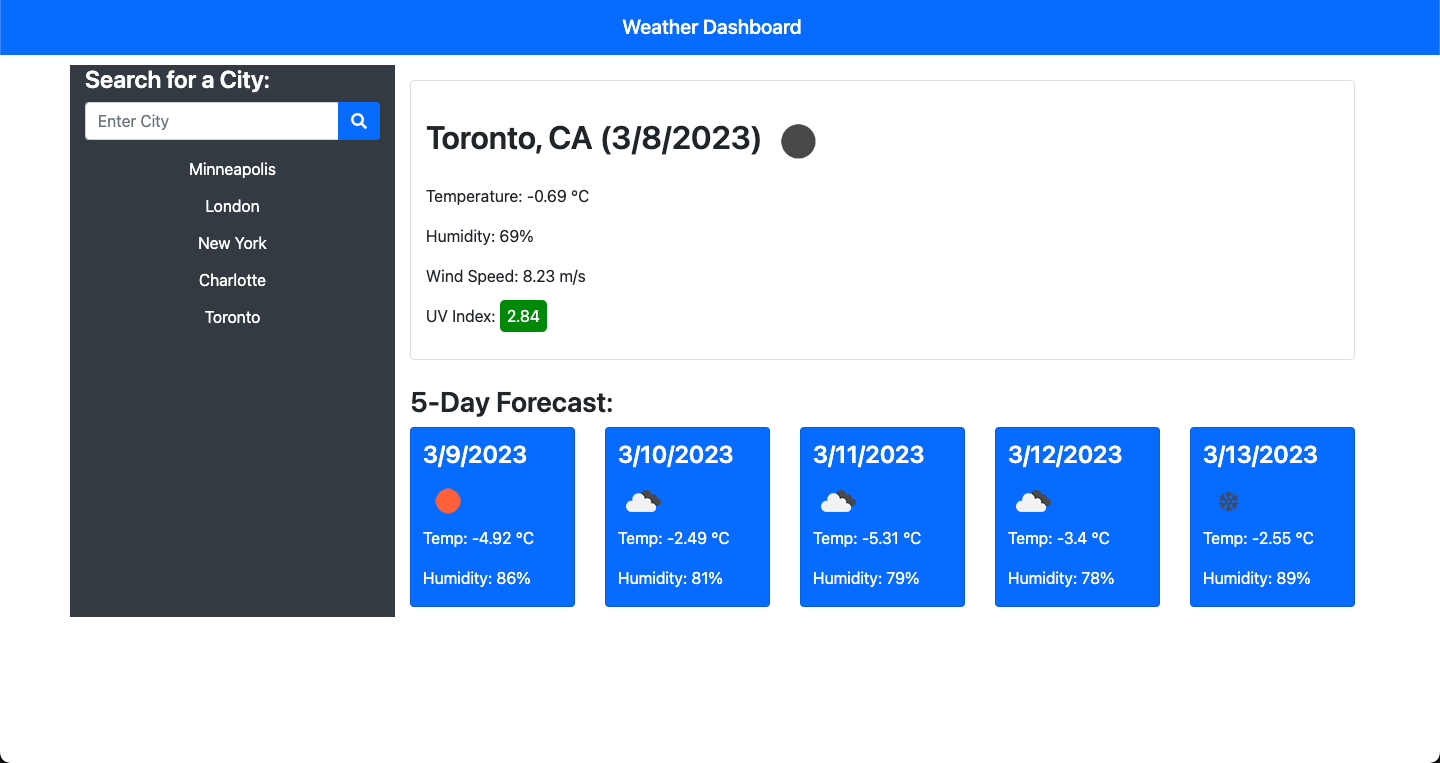 Weather Dashboard
Search for a City:
Enter City
Minneapolis
London
New York
Charlotte
Toronto
Toronto, CA (3/8/2023)
Temperature: -0.69 °C
Humidity: 69%
Wind Speed: 8.23 m/s
UV Index: 2.84
5-Day Forecast:
3/9/2023
Temp: -4.92 °C
Humidity: 86%
3/10/2023
Temp: -2.49 °C
Humidity: 81%
3/11/2023
Temp: -5.31 °C
Humidity: 79%
3/12/2023
Temp: -3.4 °C
Humidity: 78%
3/13/2023
Temp: -2.55 °C
Humidity: 89%